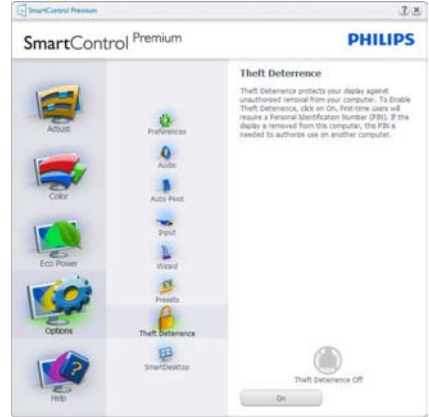 SmartControl Premium
SmartControl Premium
PHILIPS
Adjust
Color
Eco Power
Options
Help
Preferences
Audio
Auto Pivot
Input
Wizard
Presets
Theft Deterrence
SmartDesktop
Theft Deterrence
Theft Deterrence protects your display against
unauthorized removal from your computer. To Enable
Theft Deterrence, click on On. First-time users will
require a Personal Identification Number (PIN). If the
display is removed from this computer, this PIN is
needed to authorize use on another computer.
Theft Deterrence Off
On